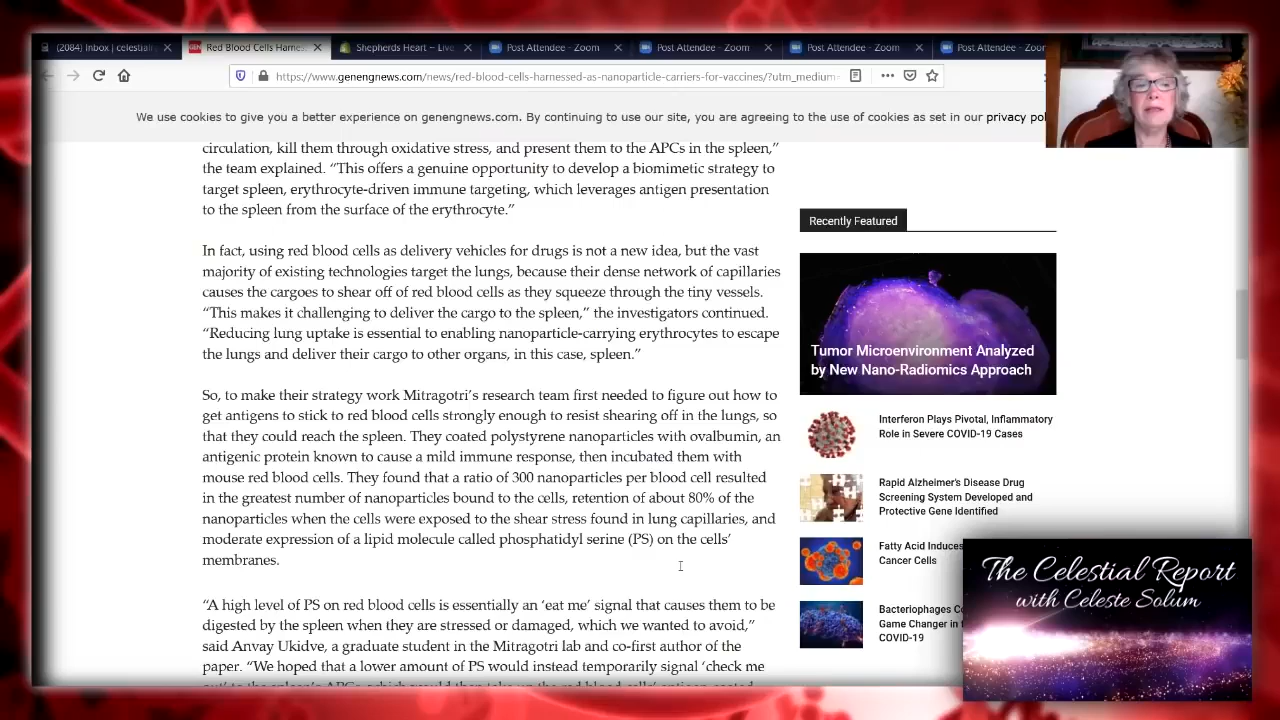 (2084) Inbox | celestialr
Red Blood Cells Harne
Shepherds Heart ~ Live
Post Attendee - Zoom
Post Attendee - Zoom
Post Attendee - Zoom
Post Attendee - Zoom
https://www.genengnews.com/news/red-blood-cells-harnessed-as-nanoparticle-carriers-for-vaccines/?utm_medium=
We use cookies to give you a better experience on genengnews.com. By continuing to use our site, you are agreeing to the use of cookies as set in our privacy pol
circulation, kill them through oxidative stress, and present them to the APCs in the spleen,”
the team explained. “This offers a genuine opportunity to develop a biomimetic strategy to
target spleen, erythrocyte-driven immune targeting, which leverages antigen presentation
to the spleen from the surface of the erythrocyte.”
In fact, using red blood cells as delivery vehicles for drugs is not a new idea, but the vast
majority of existing technologies target the lungs, because their dense network of capillaries
causes the cargoes to shear off of red blood cells as they squeeze through the tiny vessels.
“This makes it challenging to deliver the cargo to the spleen,” the investigators continued.
“Reducing lung uptake is essential to enabling nanoparticle-carrying erythrocytes to escape
the lungs and deliver their cargo to other organs, in this case, spleen.”
So, to make their strategy work Mitragotri’s research team first needed to figure out how to
get antigens to stick to red blood cells strongly enough to resist shearing off in the lungs, so
that they could reach the spleen. They coated polystyrene nanoparticles with ovalbumin, an
antigenic protein known to cause a mild immune response, then incubated them with
mouse red blood cells. They found that a ratio of 300 nanoparticles per blood cell resulted
in the greatest number of nanoparticles bound to the cells, retention of about 80% of the
nanoparticles when the cells were exposed to the shear stress found in lung capillaries, and
moderate expression of a lipid molecule called phosphatidyl serine (PS) on the cells’
membranes.
“A high level of PS on red blood cells is essentially an ‘eat me’ signal that causes them to be
digested by the spleen when they are stressed or damaged, which we wanted to avoid,”
said Anvay Ukidve, a graduate student in the Mitragotri lab and co-first author of the
paper. “We hoped that a lower amount of PS would instead temporarily signal ‘check me
out’ to the spleen’s APCs, which would then take up the red blood cells’ antigen-coated
Recently Featured
Tumor Microenvironment Analyzed
by New Nano-Radiomics Approach
Interferon Plays Pivotal, Inflammatory
Role in Severe COVID-19 Cases
Rapid Alzheimer’s Disease Drug
Screening System Developed and
Protective Gene Identified
Fatty Acid Induces
Cancer Cells
Bacteriophages Co
Game Changer in
COVID-19
The Celestial Report
with Celeste Solum